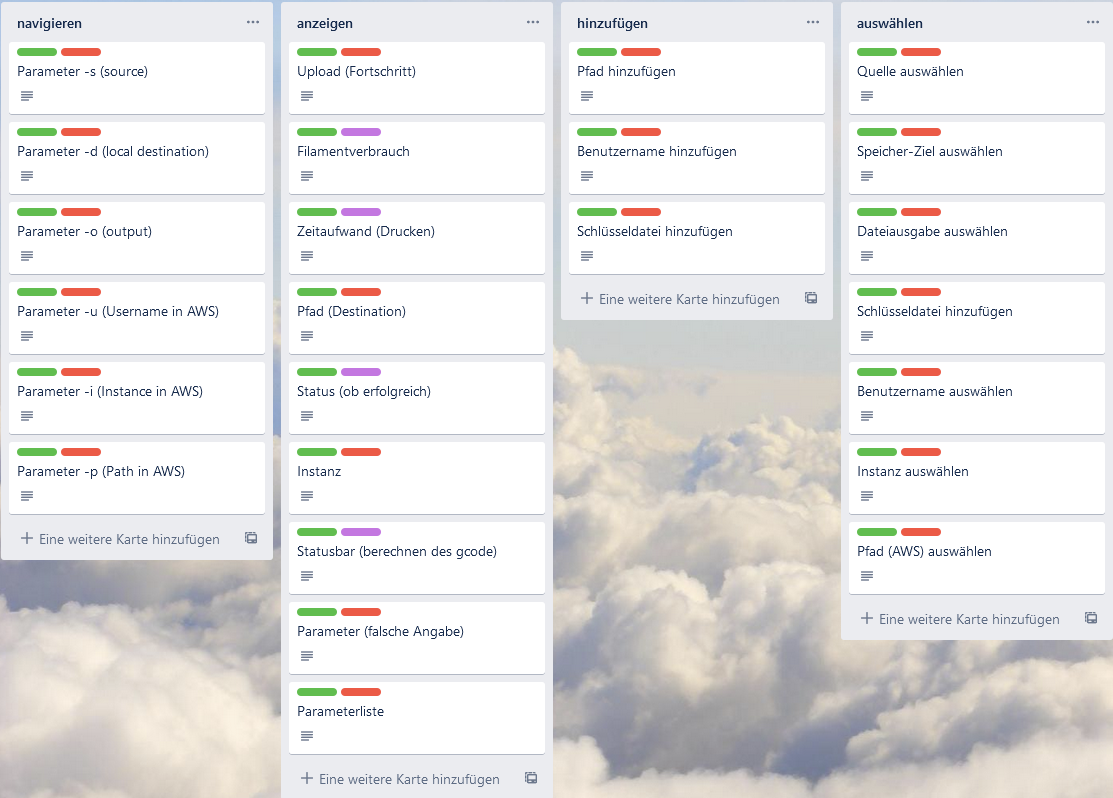 navigieren
Parameter -s (source)
Parameter -d (local destination)
Parameter -o (output)
Parameter -u (Username in AWS)
Parameter -i (Instance in AWS)
Parameter -p (Path in AWS)
Eine weitere Karte hinzufügen
anzeigen
Upload (Fortschritt)
Filamentverbrauch
Zeitaufwand (Drucken)
Pfad (Destination)
Status (ob erfolgreich)
Instanz
Statusbar (berechnen des gcode)
Parameter (falsche Angabe)
Parameterliste
Eine weitere Karte hinzufügen
hinzufügen
Pfad hinzufügen
Benutzername hinzufügen
Schlüsseldatei hinzufügen
Eine weitere Karte hinzufügen
auswählen
Quelle auswählen
Speicher-Ziel auswählen
Dateiausgabe auswählen
Schlüsseldatei hinzufügen
Benutzername auswählen
Instanz auswählen
Pfad (AWS) auswählen
Eine weitere Karte hinzufügen